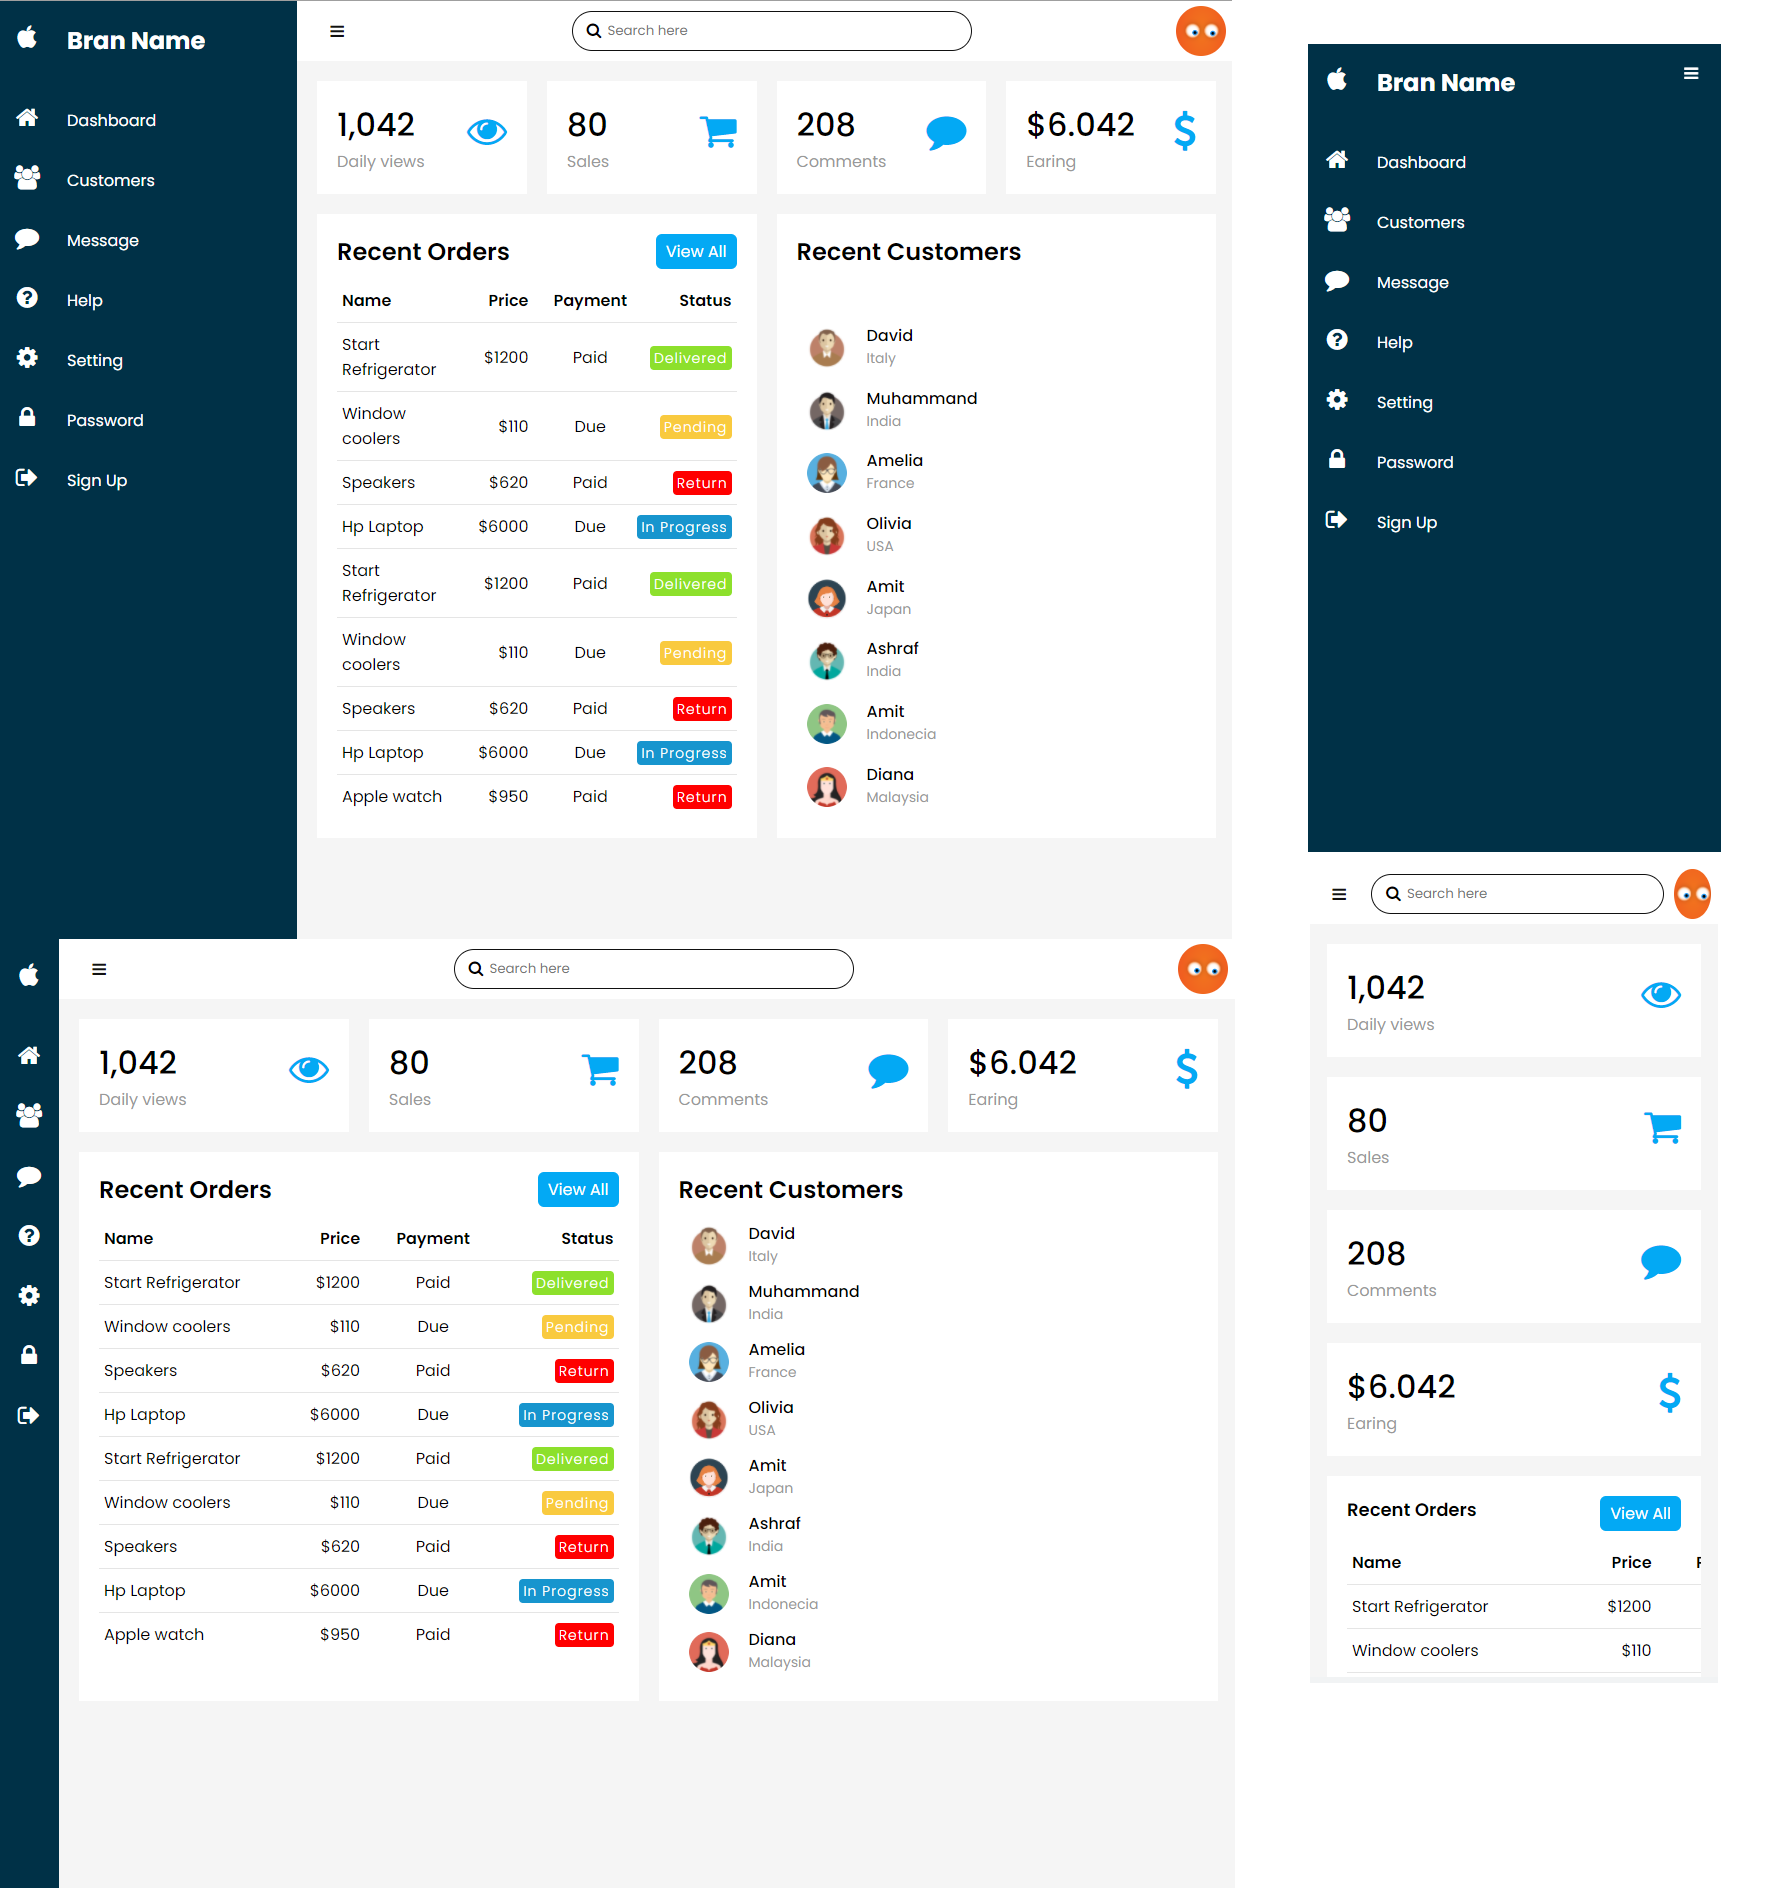 Bran Name
Dashboard
Customers
Message
Help
Setting
Password
Sign Up
Search here
1,042
Daily views
80
Sales
208
Comments
$6.042
Earing
Recent Orders
View All
Name Price Payment Status
Start Refrigerator $1200 Paid Delivered
Window coolers $110 Due Pending
Speakers $620 Paid Return
Hp Laptop $6000 Due In Progress
Start Refrigerator $1200 Paid Delivered
Window coolers $110 Due Pending
Speakers $620 Paid Return
Hp Laptop $6000 Due In Progress
Apple watch $950 Paid Return
Recent Customers
David
Italy
Muhammand
India
Amelia
France
Olivia
USA
Amit
Japan
Ashraf
India
Amit
Indonecia
Diana
Malaysia
Search here
1,042
Daily views
80
Sales
208
Comments
$6.042
Earing
Recent Orders
View All
Name Price Payment Status
Start Refrigerator $1200 Paid Delivered
Window coolers $110 Due Pending
Speakers $620 Paid Return
Hp Laptop $6000 Due In Progress
Start Refrigerator $1200 Paid Delivered
Window coolers $110 Due Pending
Speakers $620 Paid Return
Hp Laptop $6000 Due In Progress
Apple watch $950 Paid Return
Recent Customers
David
Italy
Muhammand
India
Amelia
France
Olivia
USA
Amit
Japan
Ashraf
India
Amit
Indonecia
Diana
Malaysia
Bran Name
Dashboard
Customers
Message
Help
Setting
Password
Sign Up
Search here
1,042
Daily views
80
Sales
208
Comments
$6.042
Earing
Recent Orders
View All
Name Price
Start Refrigerator $1200
Window coolers $110